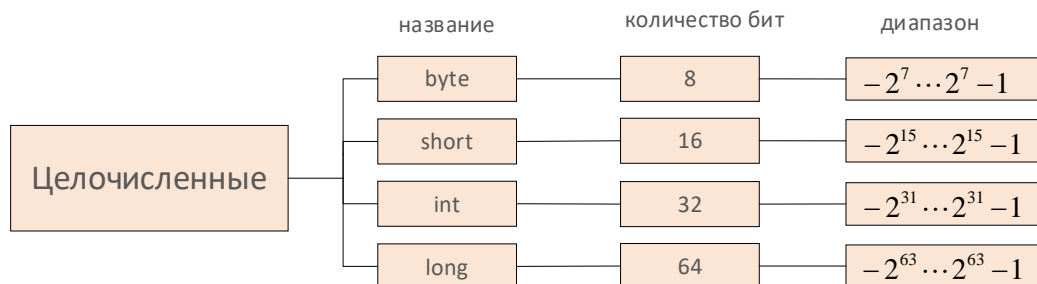 название количество бит диапазон
byte 8 −2⁷⋯2⁷−1
short 16 −2¹⁵⋯2¹⁵−1
Целочисленные
int 32 −2³¹⋯2³¹−1
long 64 −2⁶³⋯2⁶³−1